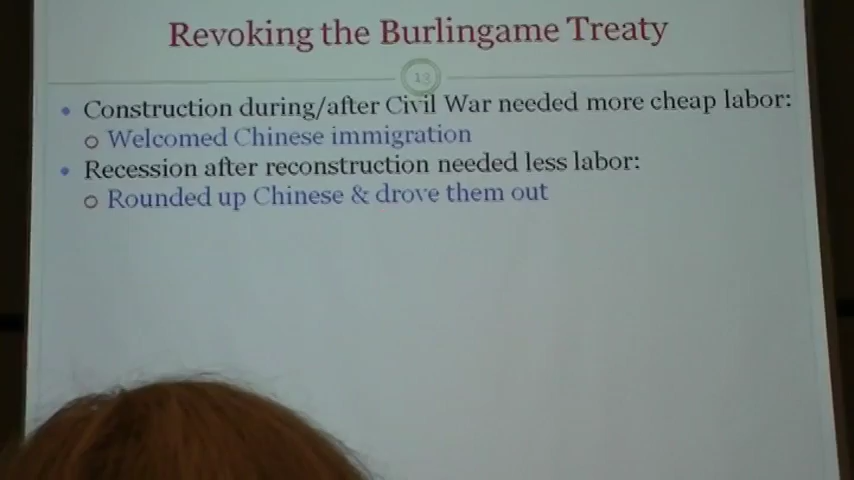 Revoking the Burlingame Treaty
13
• Construction during/after Civil War needed more cheap labor:
o Welcomed Chinese immigration
• Recession after reconstruction needed less labor:
o Rounded up Chinese & drove them out